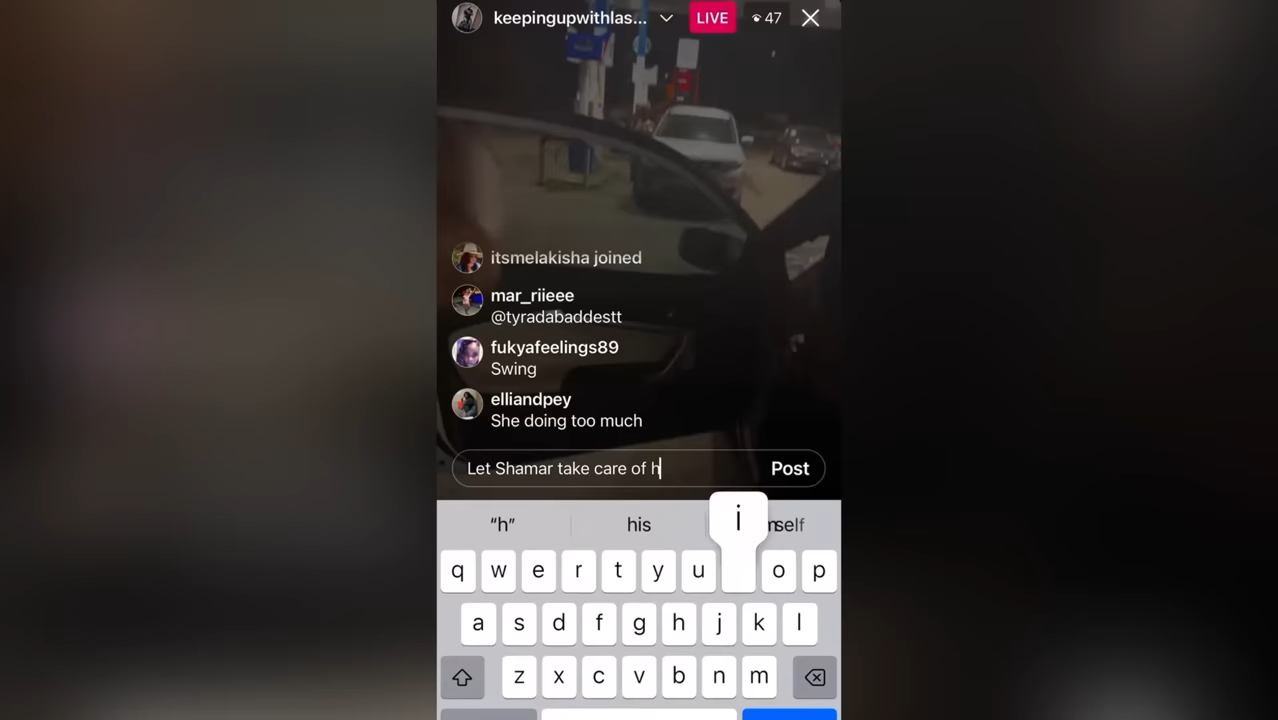 keepingupwithlas...
LIVE
47
itsmelakisha joined
mar_riieee
@tyradabaddestt
fukyafeelings89
Swing
elliandpey
She doing too much
Let Shamar take care of h
Post
“h”
his
self
i
q w e r t y u o p
a s d f g h j k l
z x c v b n m